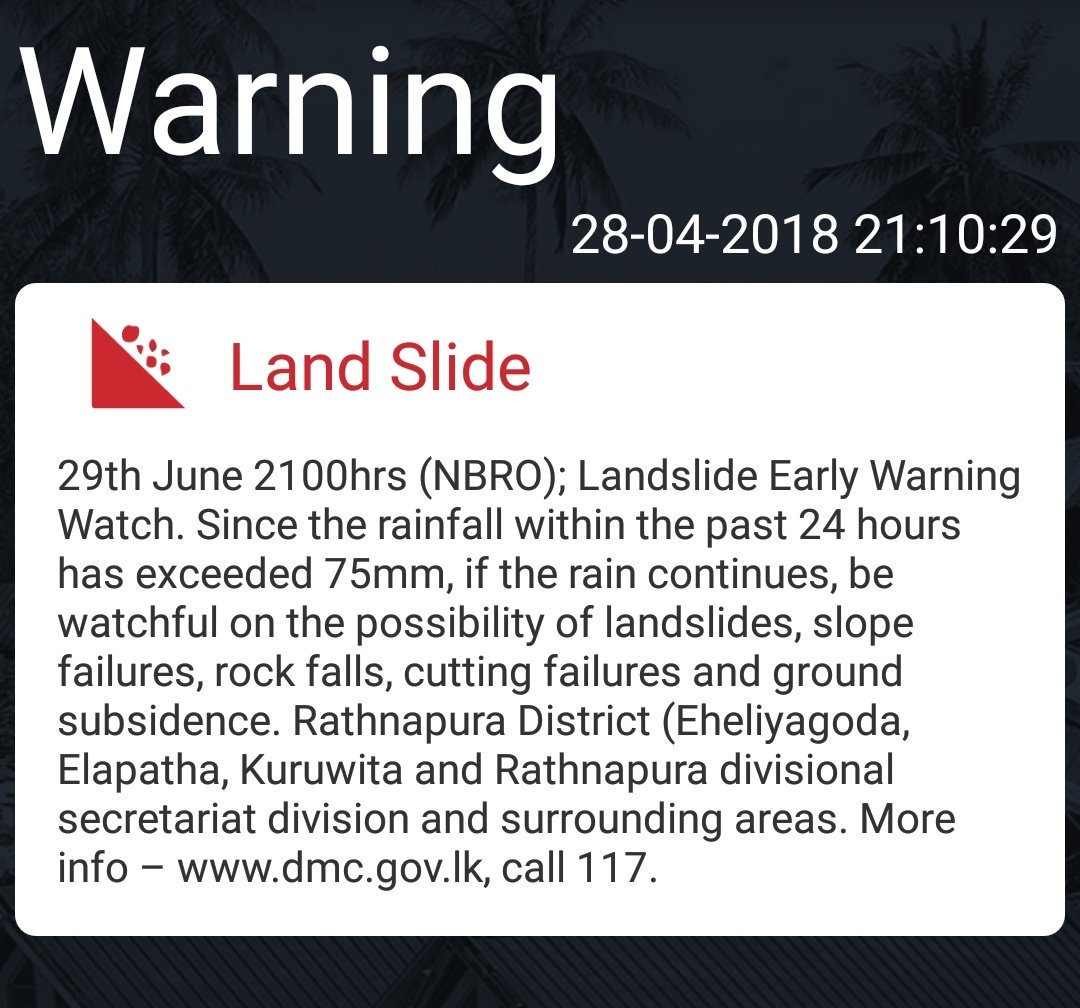 Warning
28-04-2018 21:10:29
Land Slide
29th June 2100hrs (NBRO); Landslide Early Warning
Watch. Since the rainfall within the past 24 hours
has exceeded 75mm, if the rain continues, be
watchful on the possibility of landslides, slope
failures, rock falls, cutting failures and ground
subsidence. Rathnapura District (Eheliyagoda,
Elapatha, Kuruwita and Rathnapura divisional
secretariat division and surrounding areas. More
info – www.dmc.gov.lk, call 117.